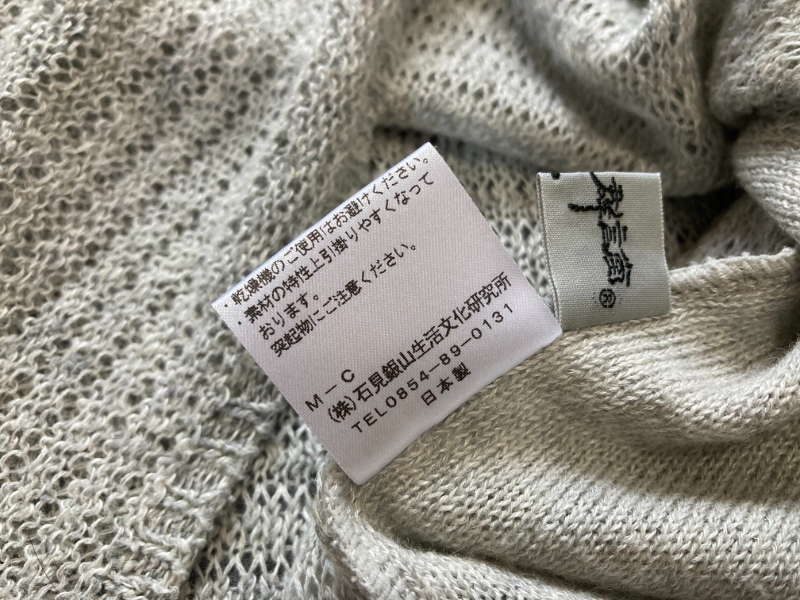 乾燥機のご使用はお避けください。
・素材の特性上引掛りやすくなって
おります。
突起物にご注意ください。
M－C
(株)石見銀山生活文化研究所
TEL0854－89－0131
日本製
群言堂®